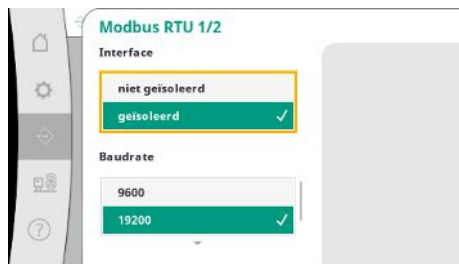 Modbus RTU 1/2
Interface
niet geïsoleerd
geïsoleerd
Baudrate
9600
19200